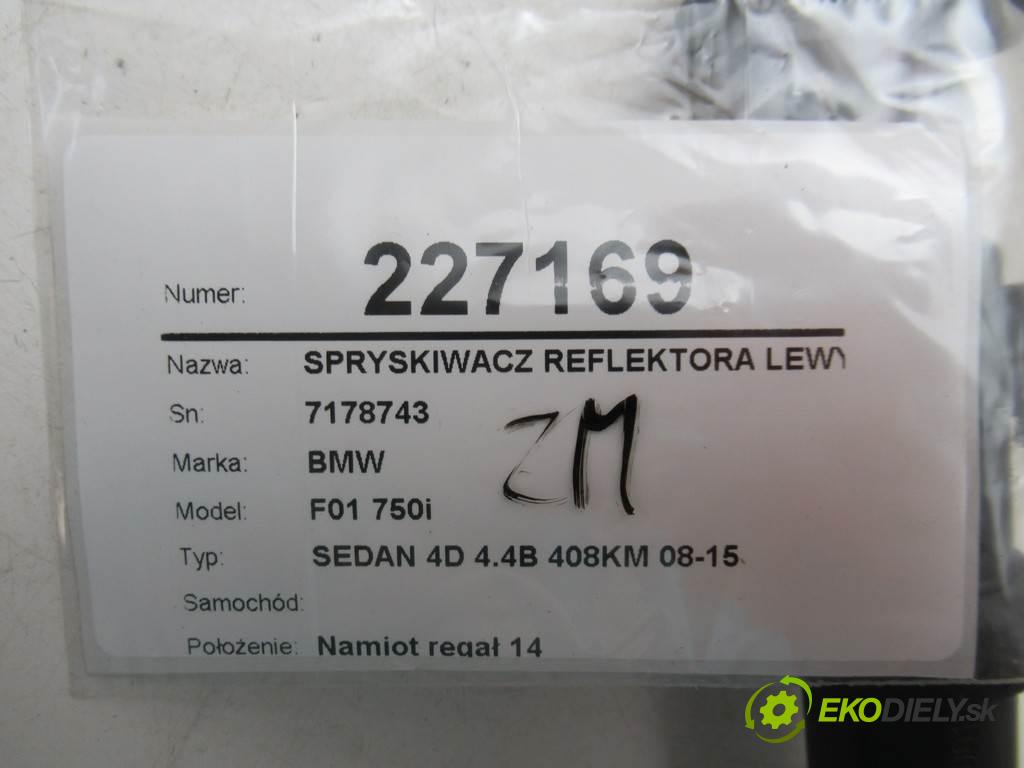 Numer: 227169
Nazwa: SPRYSKIWACZ REFLEKTORA LEWY
Sn: 7178743
ZM
Marka: BMW
Model: F01 750i
Typ: SEDAN 4D 4.4B 408KM 08-15
Samochód:
Położenie: Namiot regał 14
EKODIELY.sk